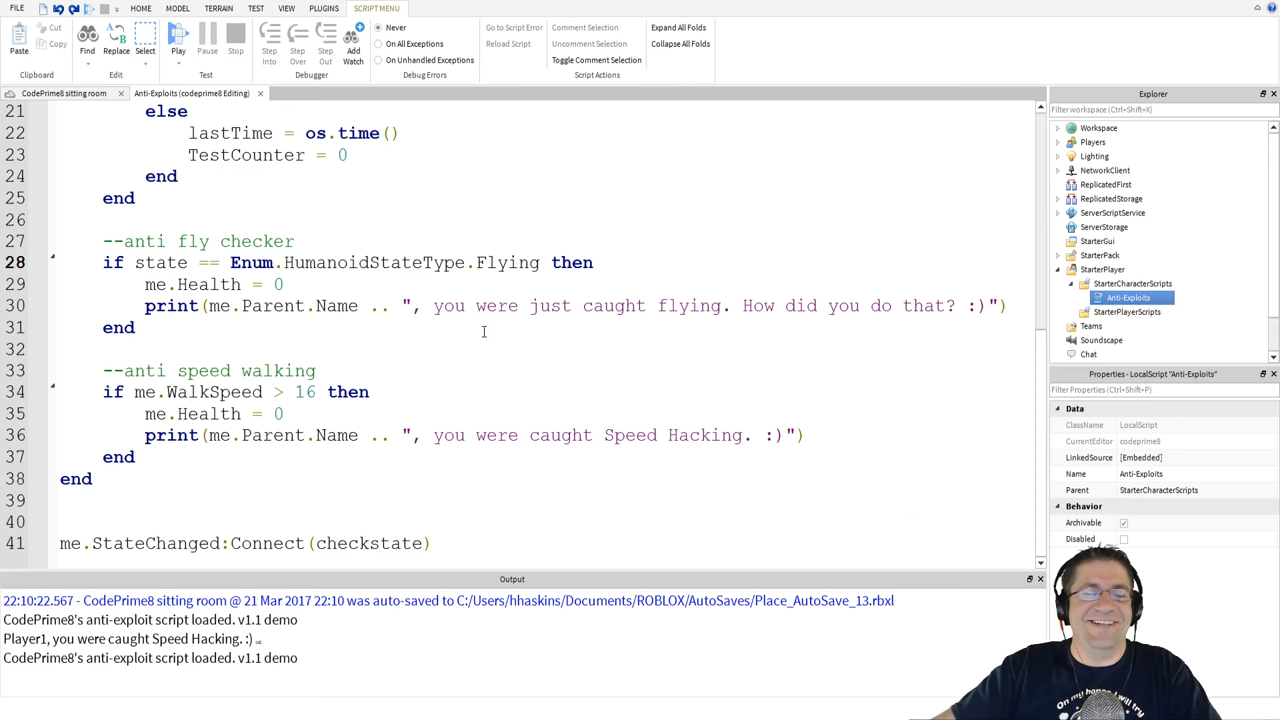 FILE HOME MODEL TERRAIN TEST VIEW PLUGINS SCRIPT MENU
Paste Cut Copy Clipboard
Find Replace Select Edit
Play Pause Stop Test
Step Into Step Over Step Out Add Watch Debugger
Never
On All Exceptions
On Unhandled Exceptions
Debug Errors
Go to Script Error
Reload Script
Comment Selection
Uncomment Selection
Toggle Comment Selection
Script Actions
Expand All Folds
Collapse All Folds
CodePrime8 sitting room
Anti-Exploits (codeprime8 Editing)
21 else
22 lastTime = os.time()
23 TestCounter = 0
24 end
25 end
26
27 --anti fly checker
28 if state == Enum.HumanoidStateType.Flying then
29 me.Health = 0
30 print(me.Parent.Name .. ", you were just caught flying. How did you do that? :)")
31 end
32
33 --anti speed walking
34 if me.WalkSpeed > 16 then
35 me.Health = 0
36 print(me.Parent.Name .. ", you were caught Speed Hacking. :)")
37 end
38 end
39
40
41 me.StateChanged:Connect(checkstate)
Output
22:10:22.567 - CodePrime8 sitting room @ 21 Mar 2017 22:10 was auto-saved to C:/Users/hhaskins/Documents/ROBLOX/AutoSaves/Place_AutoSave_13.rbxl
CodePrime8's anti-exploit script loaded. v1.1 demo
Player1, you were caught Speed Hacking. :)
CodePrime8's anti-exploit script loaded. v1.1 demo
Explorer
Filter workspace (Ctrl+Shift+X)
Workspace
Players
Lighting
NetworkClient
ReplicatedFirst
ReplicatedStorage
ServerScriptService
ServerStorage
StarterGui
StarterPack
StarterPlayer
StarterCharacterScripts
Anti-Exploits
StarterPlayerScripts
Teams
Soundscape
Chat
Properties - LocalScript "Anti-Exploits"
Filter Properties (Ctrl+Shift+P)
Data
ClassName LocalScript
CurrentEditor codeprime8
LinkedSource [Embedded]
Name Anti-Exploits
Parent StarterCharacterScripts
Behavior
Archivable
Disabled
On my honor, I will try